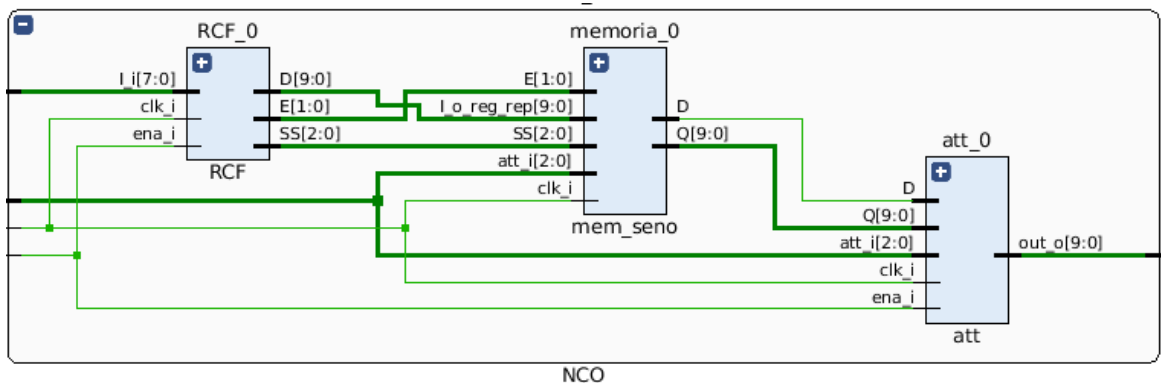 RCF_0
I_i[7:0]
clk_i
ena_i
D[9:0]
E[1:0]
SS[2:0]
RCF
memoria_0
E[1:0]
I_o_reg_rep[9:0]
SS[2:0]
att_i[2:0]
clk_i
D
Q[9:0]
mem_seno
att_0
D
Q[9:0]
att_i[2:0]
clk_i
ena_i
out_o[9:0]
att
NCO